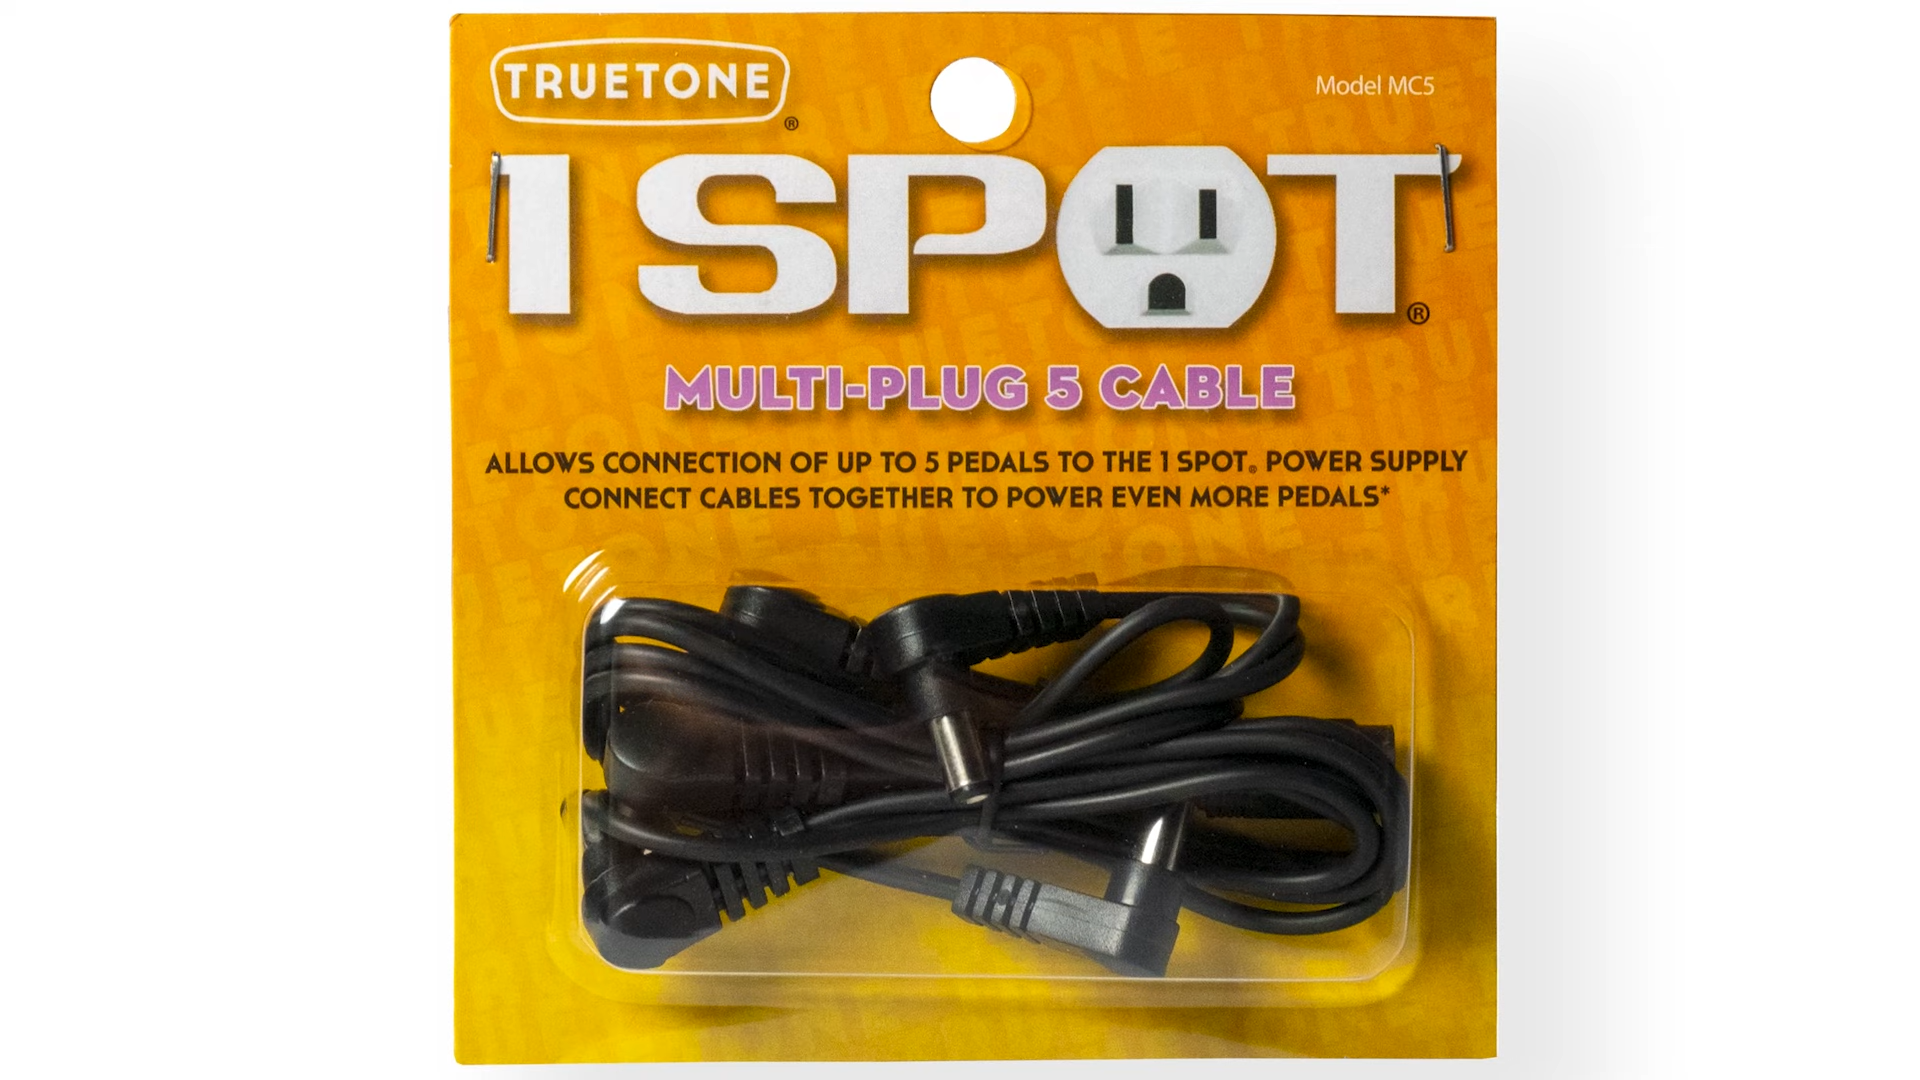 TRUETONE®
Model MC5
1 SPOT®
MULTI-PLUG 5 CABLE
ALLOWS CONNECTION OF UP TO 5 PEDALS TO THE 1 SPOT® POWER SUPPLY
CONNECT CABLES TOGETHER TO POWER EVEN MORE PEDALS*